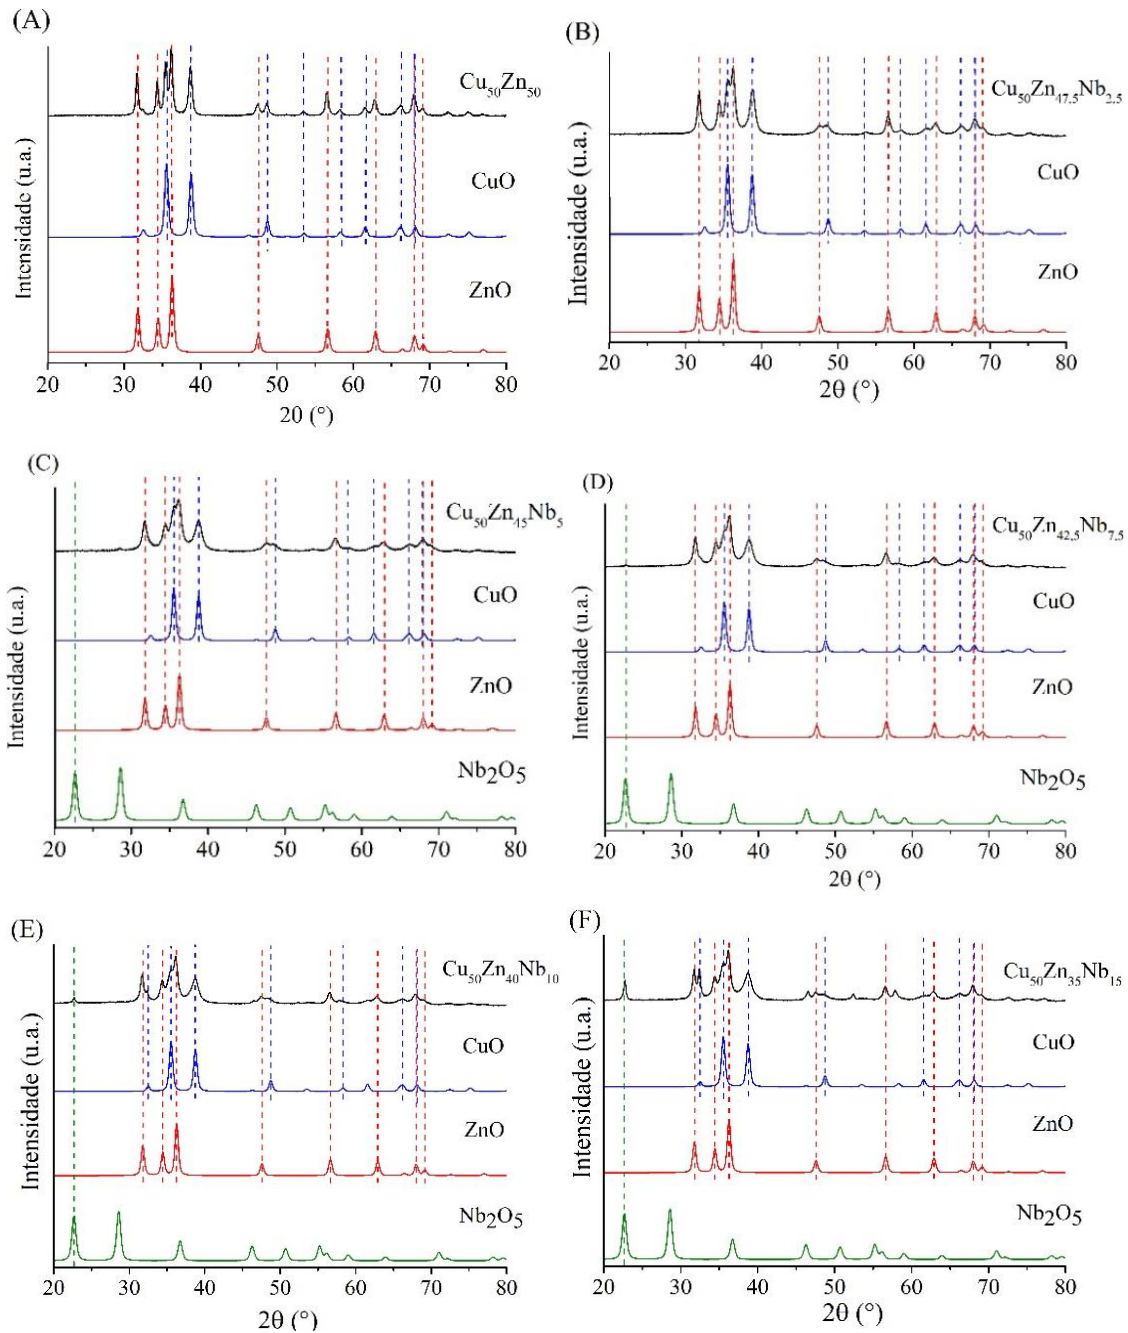 (A)
Cu50Zn50
CuO
ZnO
Intensidade (u.a.)
20 30 40 50 60 70 80
2θ (°)
(B)
Cu50Zn47.5Nb2.5
CuO
ZnO
Intensidade (u.a.)
20 30 40 50 60 70 80
2θ (°)
(C)
Cu50Zn45Nb5
CuO
ZnO
Nb2O5
Intensidade (u.a.)
20 30 40 50 60 70 80
2θ (°)
(D)
Cu50Zn42.5Nb7.5
CuO
ZnO
Nb2O5
Intensidade (u.a.)
20 30 40 50 60 70 80
2θ (°)
(E)
Cu50Zn40Nb10
CuO
ZnO
Nb2O5
Intensidade (u.a.)
20 30 40 50 60 70 80
2θ (°)
(F)
Cu50Zn35Nb15
CuO
ZnO
Nb2O5
Intensidade (u.a.)
20 30 40 50 60 70 80
2θ (°)